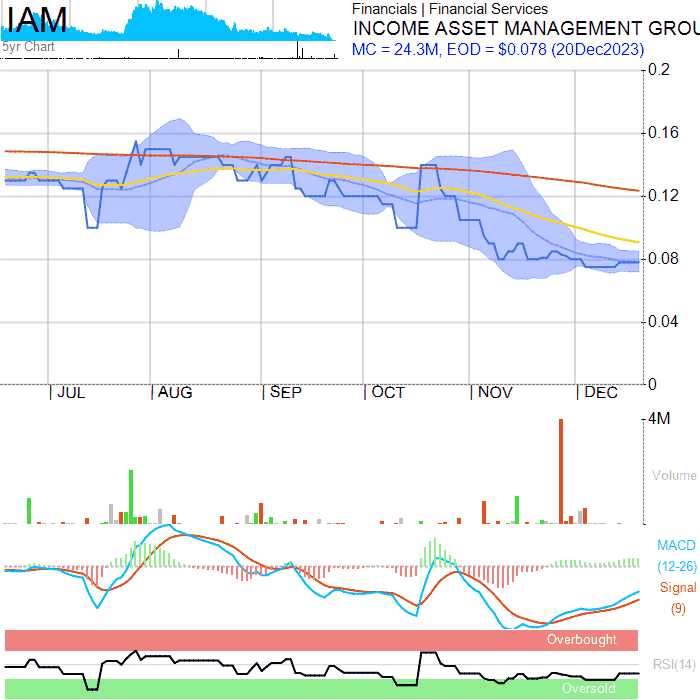 IAM
5yr Chart
Financials | Financial Services
INCOME ASSET MANAGEMENT GROU
MC = 24.3M, EOD = $0.078 (20Dec2023)
0.2
0.16
0.12
0.08
0.04
0
JUL AUG SEP OCT NOV DEC
4M
Volume
MACD
(12-26)
Signal
(9)
Overbought
RSI(14)
Oversold